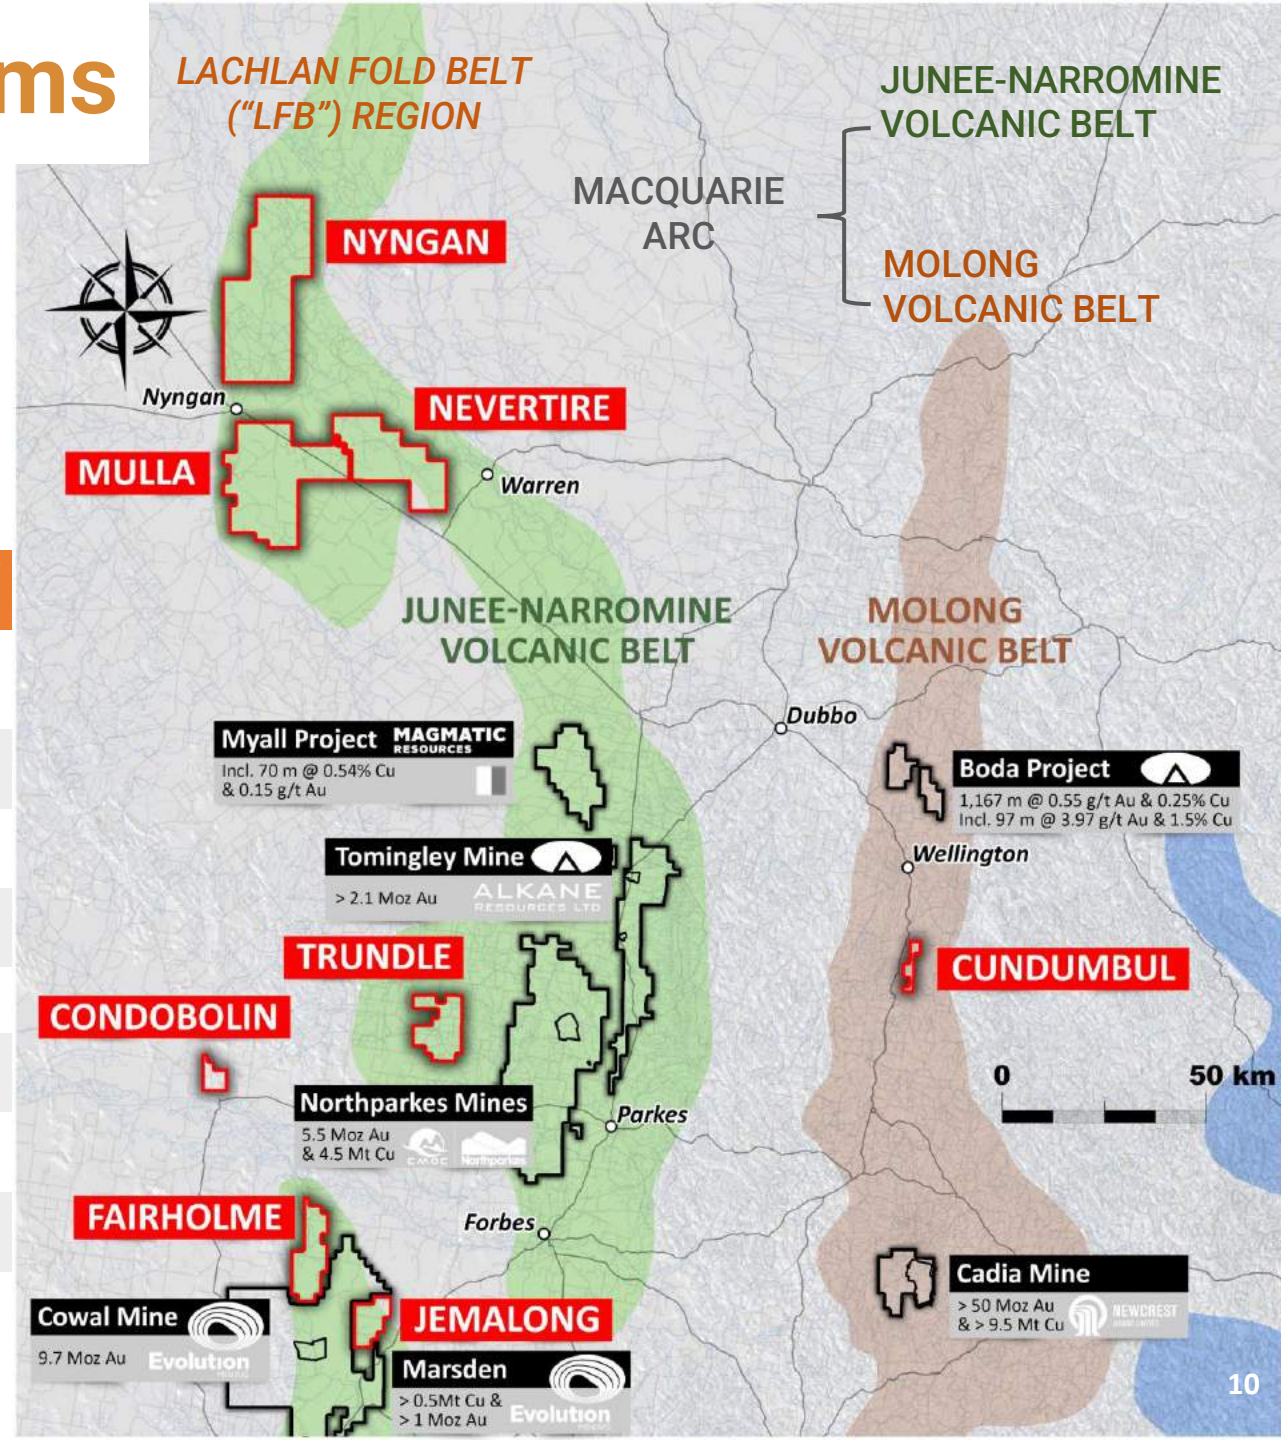 ms
LACHLAN FOLD BELT
(“LFB”) REGION
JUNEE-NARROMINE
VOLCANIC BELT
MACQUARIE
ARC
MOLONG
VOLCANIC BELT
NYNGAN
Nyngan
NEVERTIRE
MULLA
Warren
JUNEE-NARROMINE
VOLCANIC BELT
MOLONG
VOLCANIC BELT
Dubbo
Myall Project MAGMATIC
RESOURCES
Incl. 70 m @ 0.54% Cu
& 0.15 g/t Au
Boda Project
1,167 m @ 0.55 g/t Au & 0.25% Cu
Incl. 97 m @ 3.97 g/t Au & 1.5% Cu
Tomingley Mine
> 2.1 Moz Au
ALKANE
RESOURCES LTD
Wellington
TRUNDLE
CUNDUMBUL
CONDOBOLIN
0 50 km
Northparkes Mines
5.5 Moz Au
& 4.5 Mt Cu
CMOC
Northparkes
Parkes
FAIRHOLME
Forbes
Cadia Mine
> 50 Moz Au
& > 9.5 Mt Cu
NEWCREST
Cowal Mine
9.7 Moz Au
Evolution
JEMALONG
Marsden
> 0.5Mt Cu &
> 1 Moz Au
Evolution
10